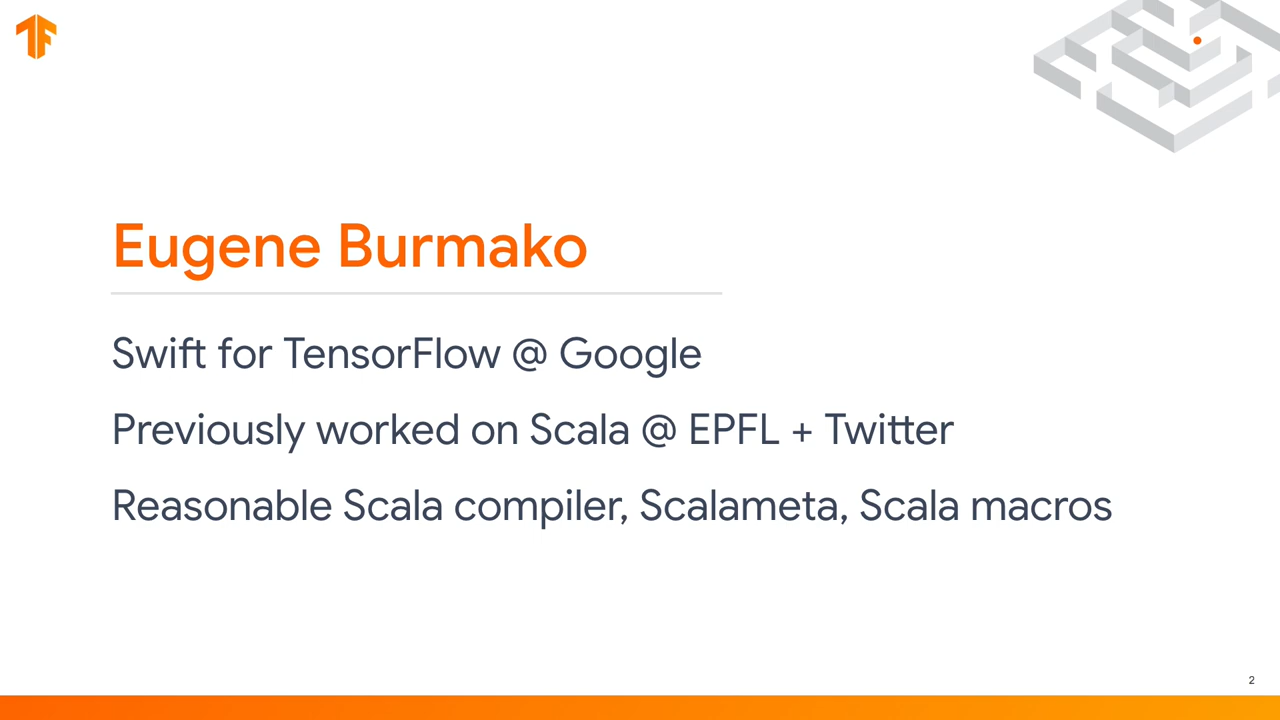 Eugene Burmako
Swift for TensorFlow @ Google
Previously worked on Scala @ EPFL + Twitter
Reasonable Scala compiler, Scalameta, Scala macros
2